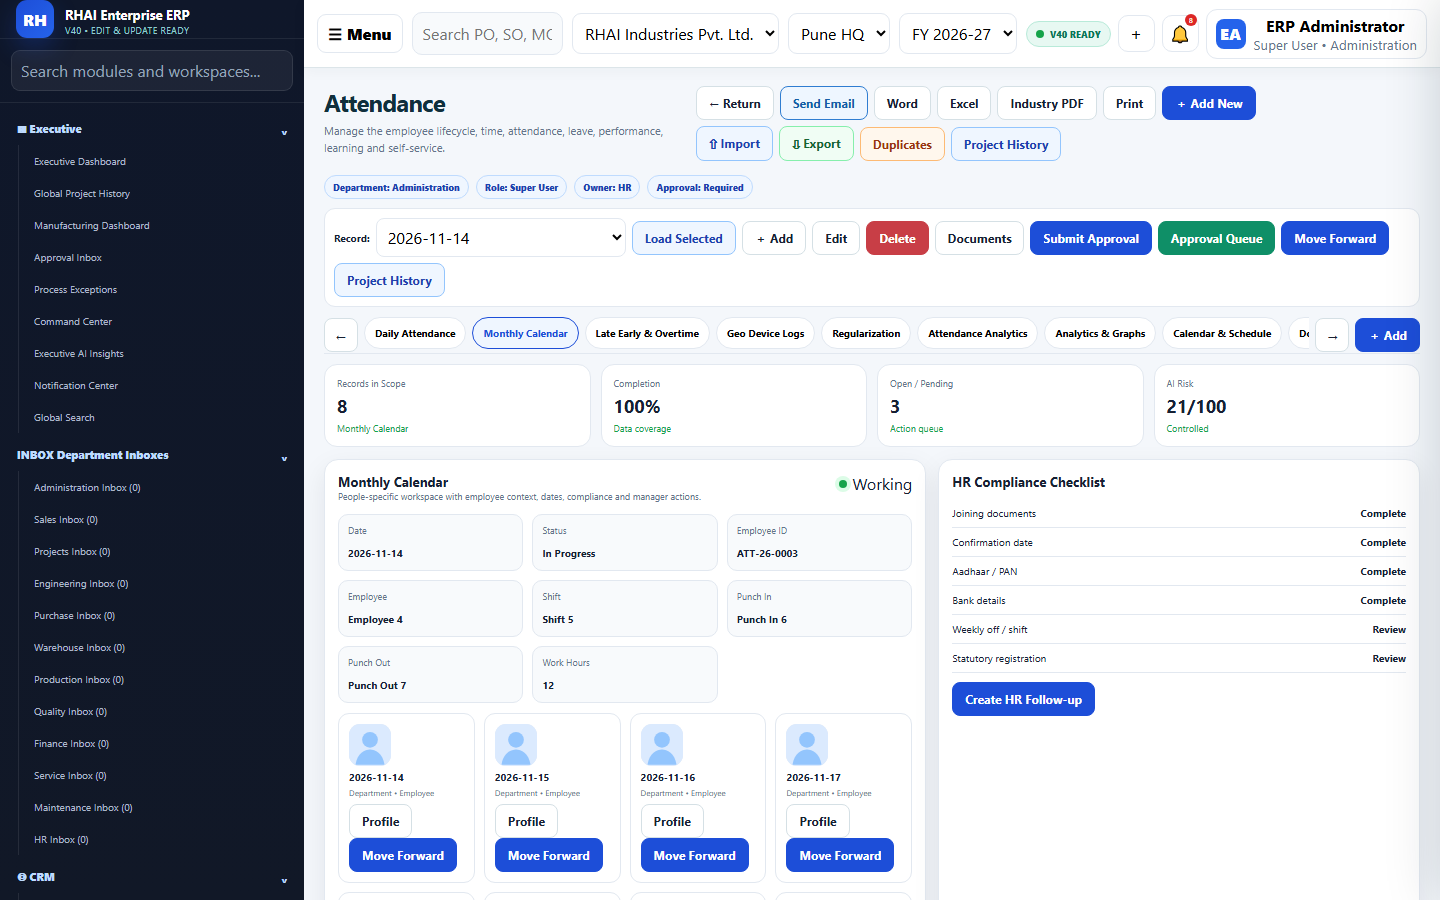 RH
RHAI Enterprise ERP
V40 • EDIT & UPDATE READY
Search modules and workspaces...
Executive
Executive Dashboard
Global Project History
Manufacturing Dashboard
Approval Inbox
Process Exceptions
Command Center
Executive AI Insights
Notification Center
Global Search
INBOX Department Inboxes
Administration Inbox (0)
Sales Inbox (0)
Projects Inbox (0)
Engineering Inbox (0)
Purchase Inbox (0)
Warehouse Inbox (0)
Production Inbox (0)
Quality Inbox (0)
Finance Inbox (0)
Service Inbox (0)
Maintenance Inbox (0)
HR Inbox (0)
CRM
☰ Menu
Search PO, SO, MO
RHAI Industries Pvt. Ltd.
Pune HQ
FY 2026-27
V40 READY
+
8
EA
ERP Administrator
Super User • Administration
Attendance
Manage the employee lifecycle, time, attendance, leave, performance,
learning and self-service.
← Return
Send Email
Word
Excel
Industry PDF
Print
+ Add New
⇧ Import
⇩ Export
Duplicates
Project History
Department: Administration
Role: Super User
Owner: HR
Approval: Required
Record:
2026-11-14
Load Selected
+ Add
Edit
Delete
Documents
Submit Approval
Approval Queue
Move Forward
Project History
←
Daily Attendance
Monthly Calendar
Late Early & Overtime
Geo Device Logs
Regularization
Attendance Analytics
Analytics & Graphs
Calendar & Schedule
→
+ Add
Records in Scope
8
Monthly Calendar
Completion
100%
Data coverage
Open / Pending
3
Action queue
AI Risk
21/100
Controlled
Monthly Calendar
People-specific workspace with employee context, dates, compliance and manager actions.
Working
Date
2026-11-14
Status
In Progress
Employee ID
ATT-26-0003
Employee
Employee 4
Shift
Shift 5
Punch In
Punch In 6
Punch Out
Punch Out 7
Work Hours
12
2026-11-14
Department • Employee
Profile
Move Forward
2026-11-15
Department • Employee
Profile
Move Forward
2026-11-16
Department • Employee
Profile
Move Forward
2026-11-17
Department • Employee
Profile
Move Forward
HR Compliance Checklist
Joining documents Complete
Confirmation date Complete
Aadhaar / PAN Complete
Bank details Complete
Weekly off / shift Review
Statutory registration Review
Create HR Follow-up